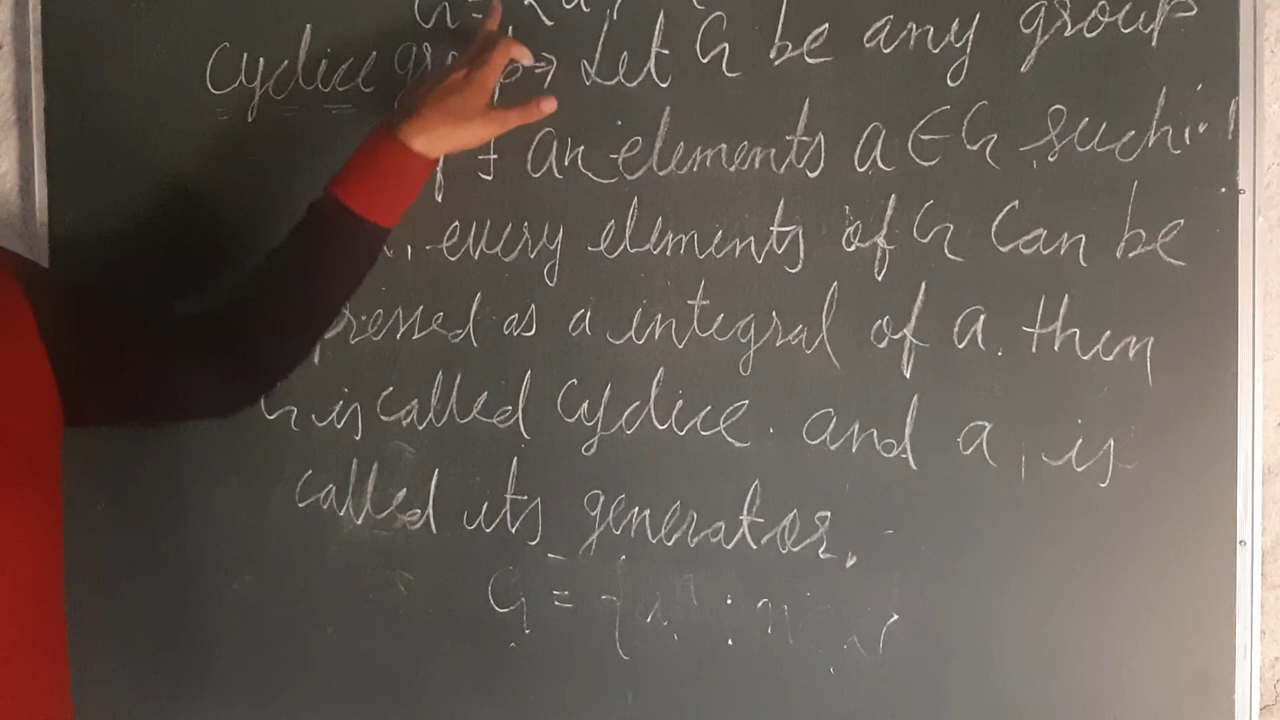 G =
Cyclice group → Let G be any group
if ∃ an elements a ∈ G such
every elements of G can be
pressed as a integral of a. then
G is called Cyclice. and a, is
called its generator.
G = {aⁿ : n